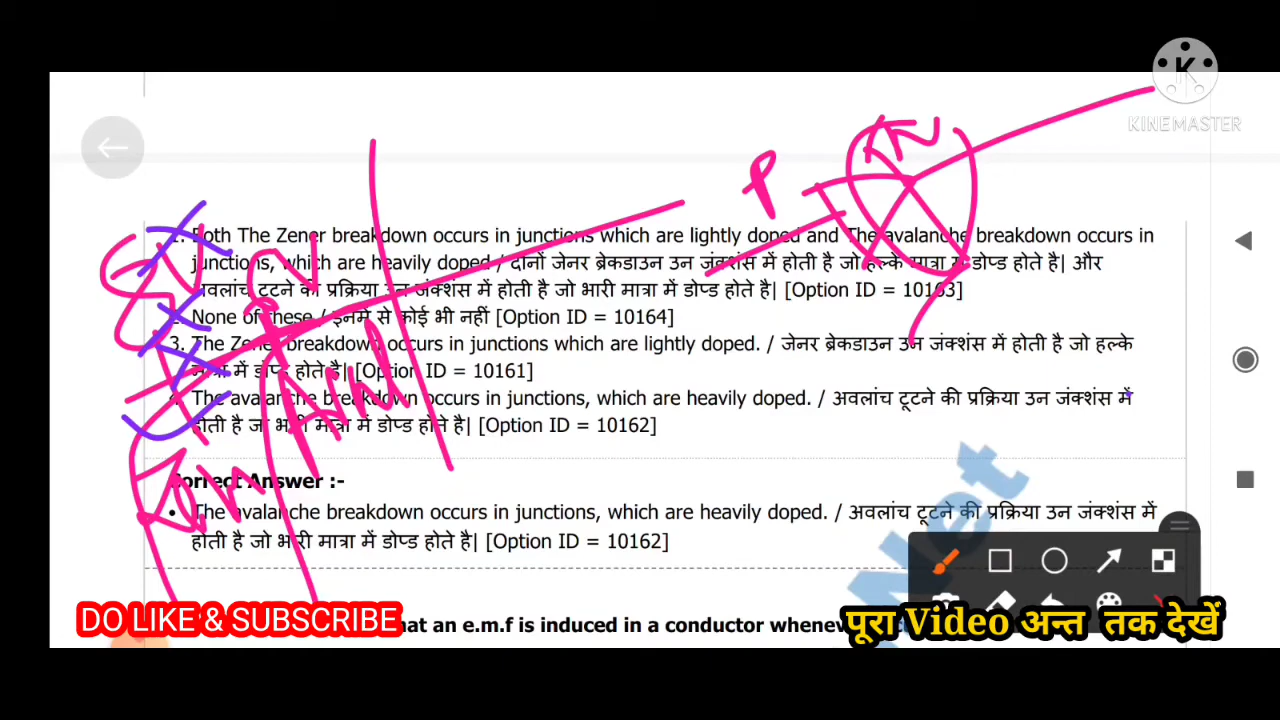 KINEMASTER
P
N
1. Both The Zener breakdown occurs in junctions which are lightly doped and The avalanche breakdown occurs in
junctions, which are heavily doped / दोनों जेनर ब्रेकडाउन उन जंक्शंस में होती है जो हल्के मात्रा में डोप्ड होते है| और
अवलांच टूटने की प्रक्रिया उन जंक्शंस में होती है जो भारी मात्रा में डोप्ड होते है| [Option ID = 10163]
None of these / इनमें से कोई भी नहीं [Option ID = 10164]
3. The Zener breakdown occurs in junctions which are lightly doped. / जेनर ब्रेकडाउन उन जंक्शंस में होती है जो हल्के
मात्रा में डोप्ड होते है| [Option ID = 10161]
The avalanche breakdown occurs in junctions, which are heavily doped. / अवलांच टूटने की प्रक्रिया उन जंक्शंस में
होती है जो भारी मात्रा में डोप्ड होते है| [Option ID = 10162]
Correct Answer :-
• The avalanche breakdown occurs in junctions, which are heavily doped. / अवलांच टूटने की प्रक्रिया उन जंक्शंस में
होती है जो भारी मात्रा में डोप्ड होते है| [Option ID = 10162]
Net
DO LIKE & SUBSCRIBE
hat an e.m.f is induced in a conductor whenev
पूरा Video अन्त तक देखें